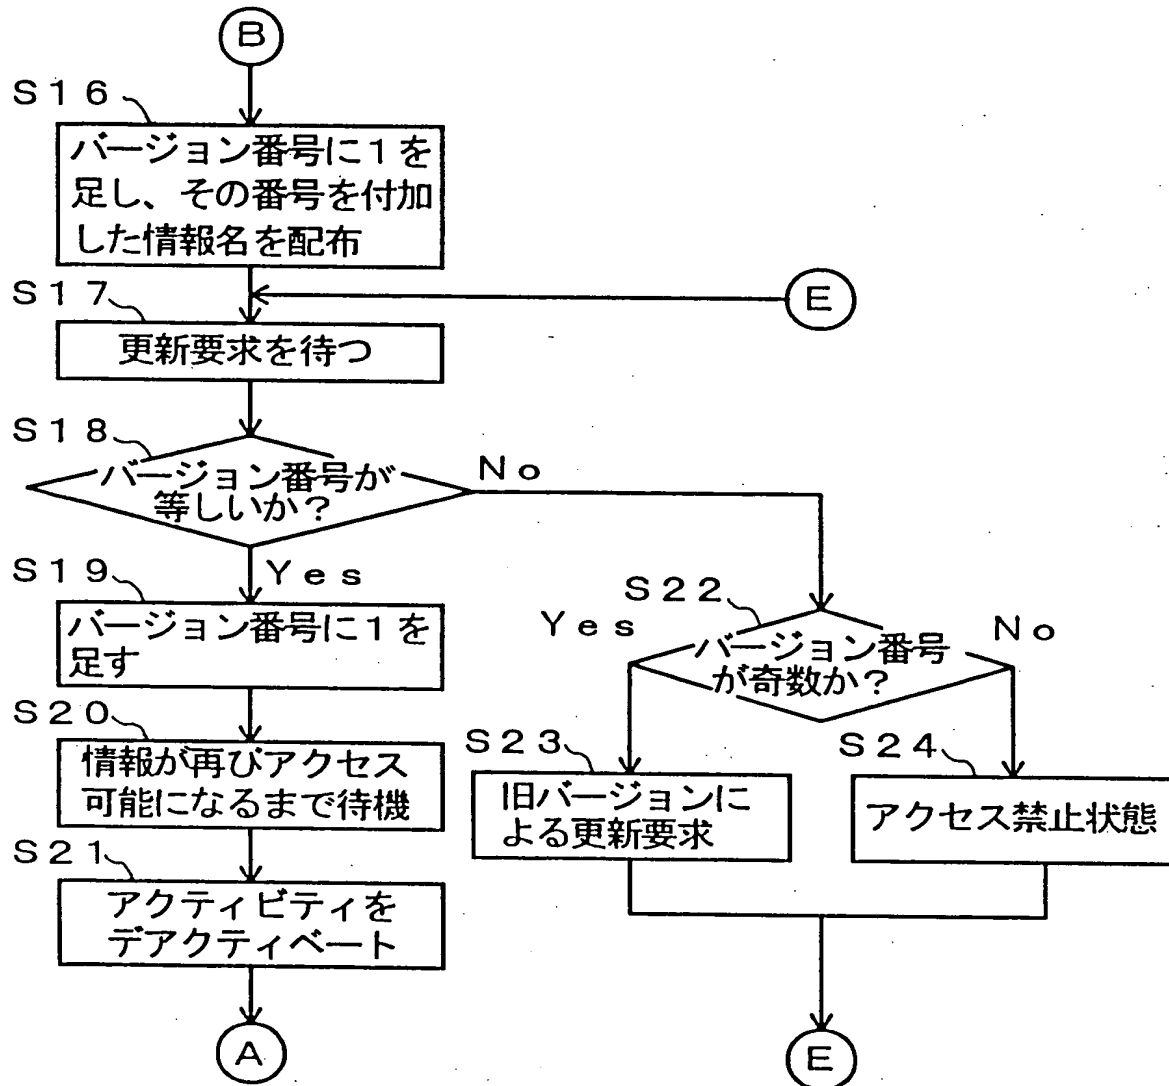 B
S16
バージョン番号に1を
足し、その番号を付加
した情報名を配布
S17
E
更新要求を待つ
S18
バージョン番号が
等しいか?
No
Yes
S19
バージョン番号に1を
足す
S22
Yes
No
バージョン番号
が奇数か?
S20
情報が再びアクセス
可能になるまで待機
S23
旧バージョンに
よる更新要求
S24
アクセス禁止状態
S21
アクティビティを
デアクティベート
A
E